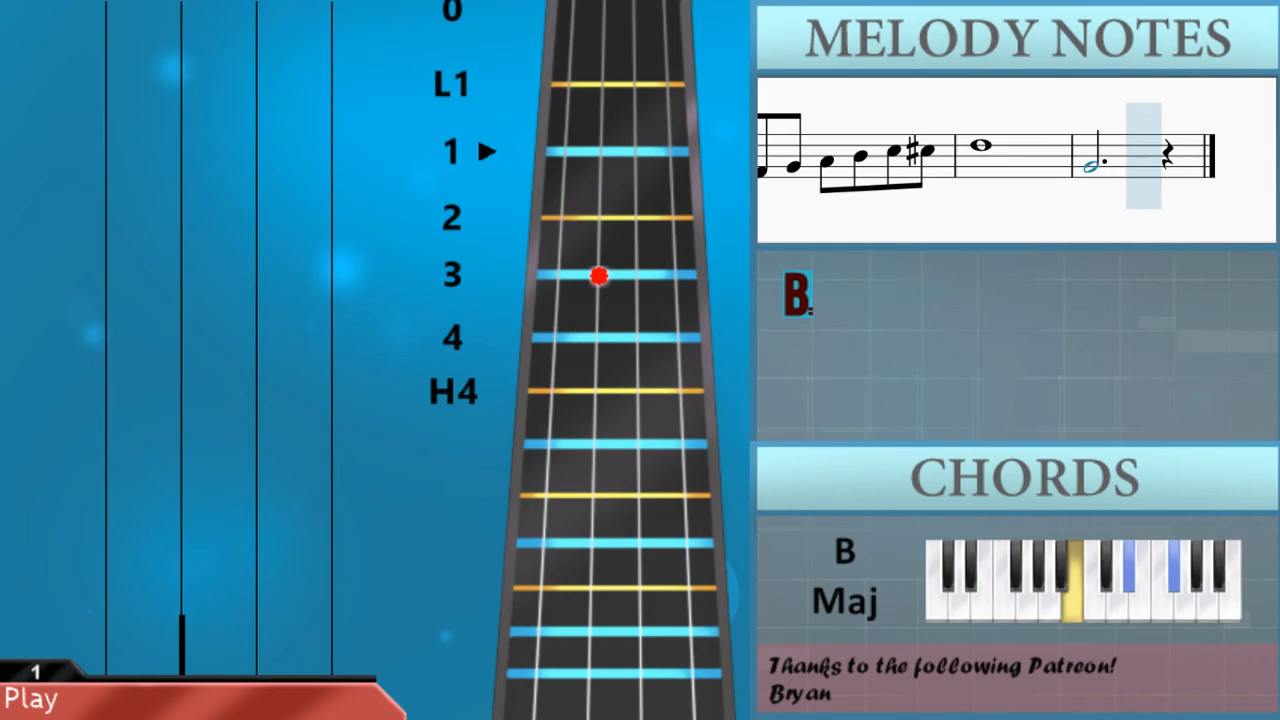 0
L1
1
2
3
4
H4
1
Play
MELODY NOTES
B
CHORDS
B
Maj
Thanks to the following Patreon!
Bryan